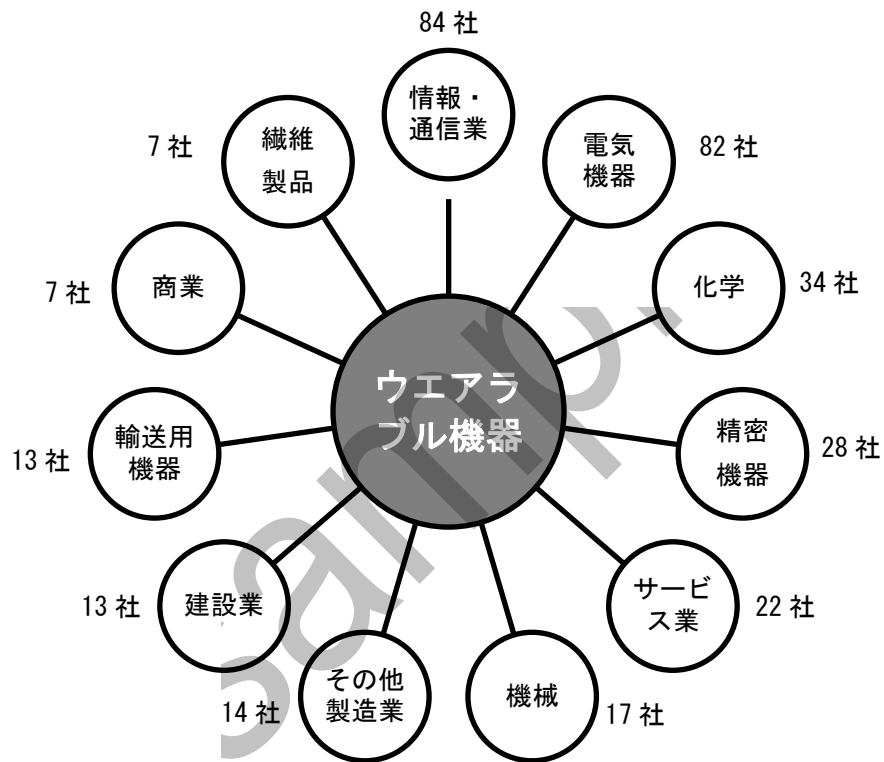 84 社
情報・
通信業
電気
機器
82 社
化学
34 社
精密
機器
28 社
サービ
ス業
22 社
機械
17 社
その他
製造業
14 社
建設業
13 社
輸送用
機器
13 社
商業
7 社
繊維
製品
7 社
ウエアラ
ブル機器
sample